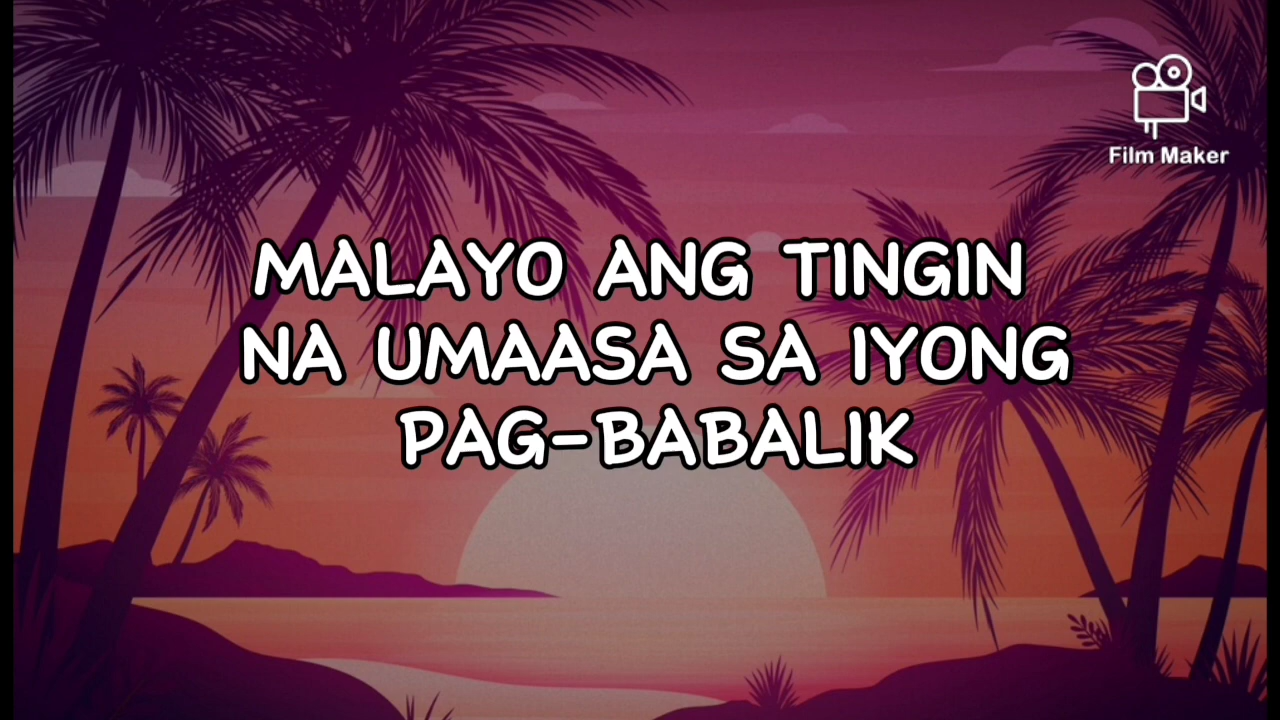 Film Maker
MALAYO ANG TINGIN
NA UMAASA SA IYONG
PAG-BABALIK